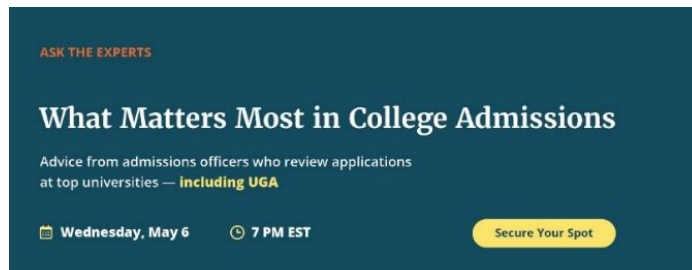 ASK THE EXPERTS
What Matters Most in College Admissions
Advice from admissions officers who review applications
at top universities — including UGA
Wednesday, May 6
7 PM EST
Secure Your Spot